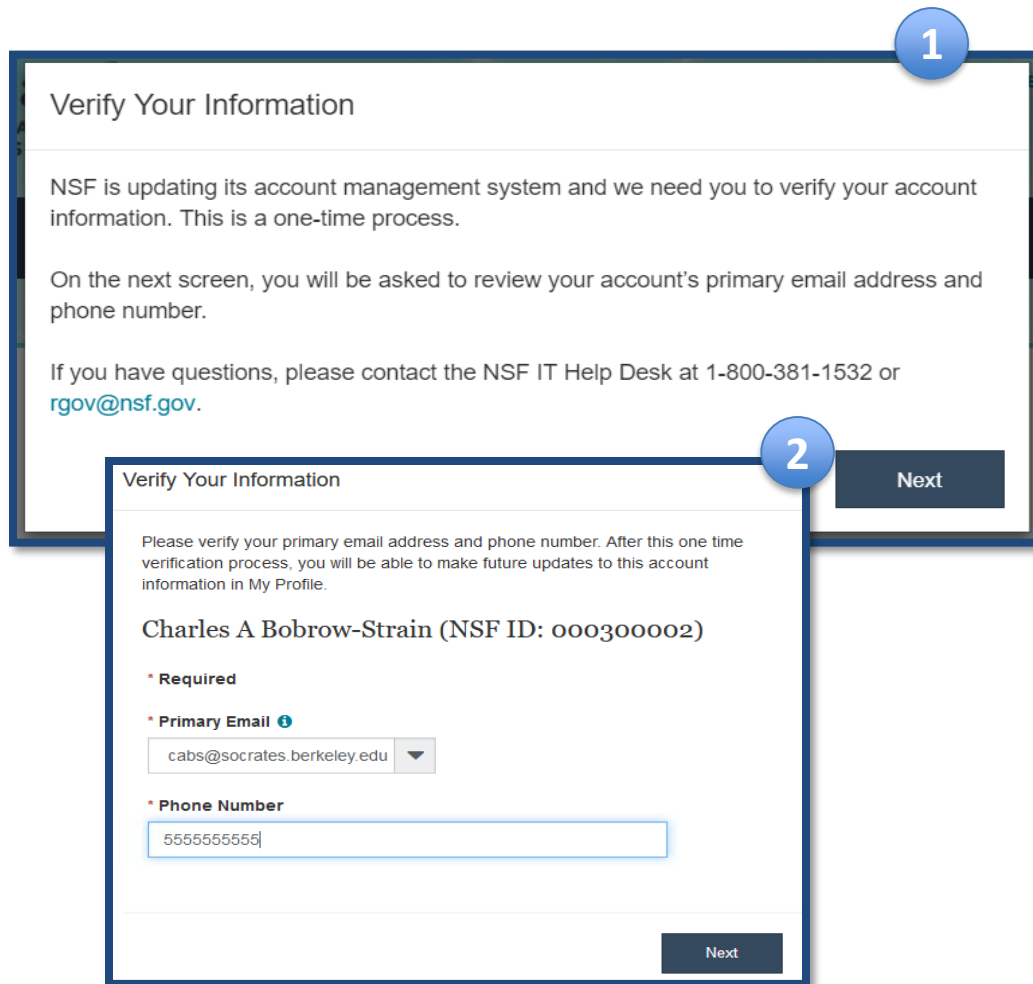 1
Verify Your Information
NSF is updating its account management system and we need you to verify your account
information. This is a one-time process.
On the next screen, you will be asked to review your account's primary email address and
phone number.
If you have questions, please contact the NSF IT Help Desk at 1-800-381-1532 or
rgov@nsf.gov.
Next
2
Verify Your Information
Please verify your primary email address and phone number. After this one time
verification process, you will be able to make future updates to this account
information in My Profile.
Charles A Bobrow-Strain (NSF ID: 000300002)
* Required
* Primary Email
cabs@socrates.berkeley.edu
* Phone Number
5555555555
Next